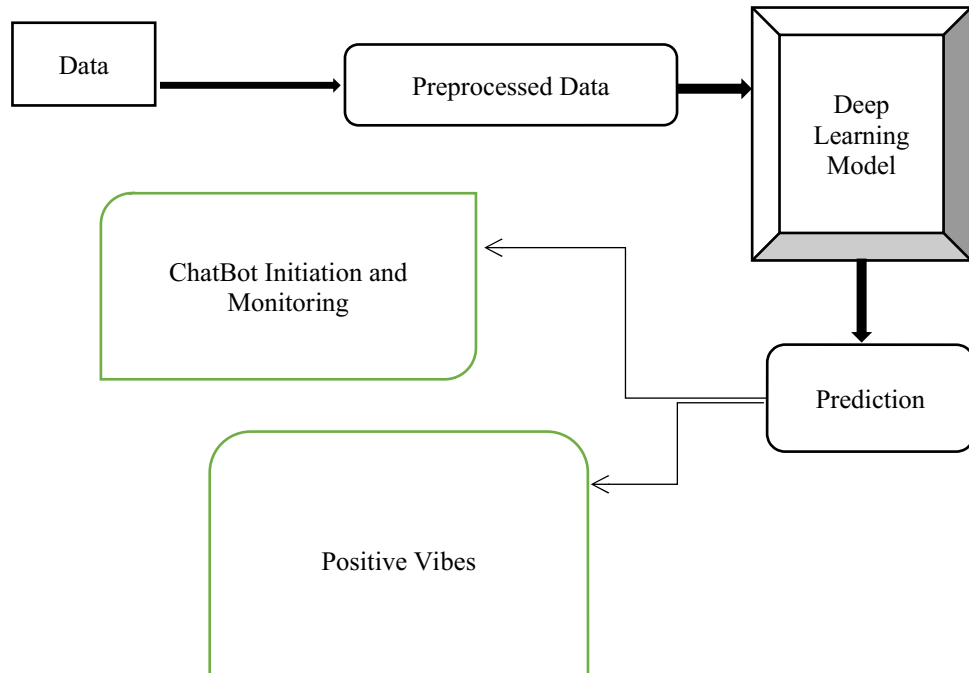 Data
Preprocessed Data
Deep
Learning
Model
ChatBot Initiation and
Monitoring
Prediction
Positive Vibes